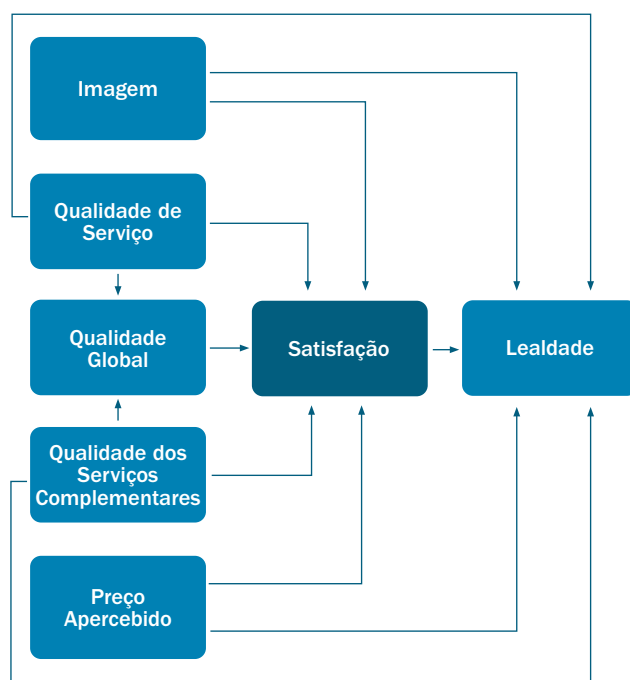 Imagem
Qualidade de
Serviço
Qualidade
Global
Satisfação
Lealdade
Qualidade dos
Serviços
Complementares
Preço
Apercebido